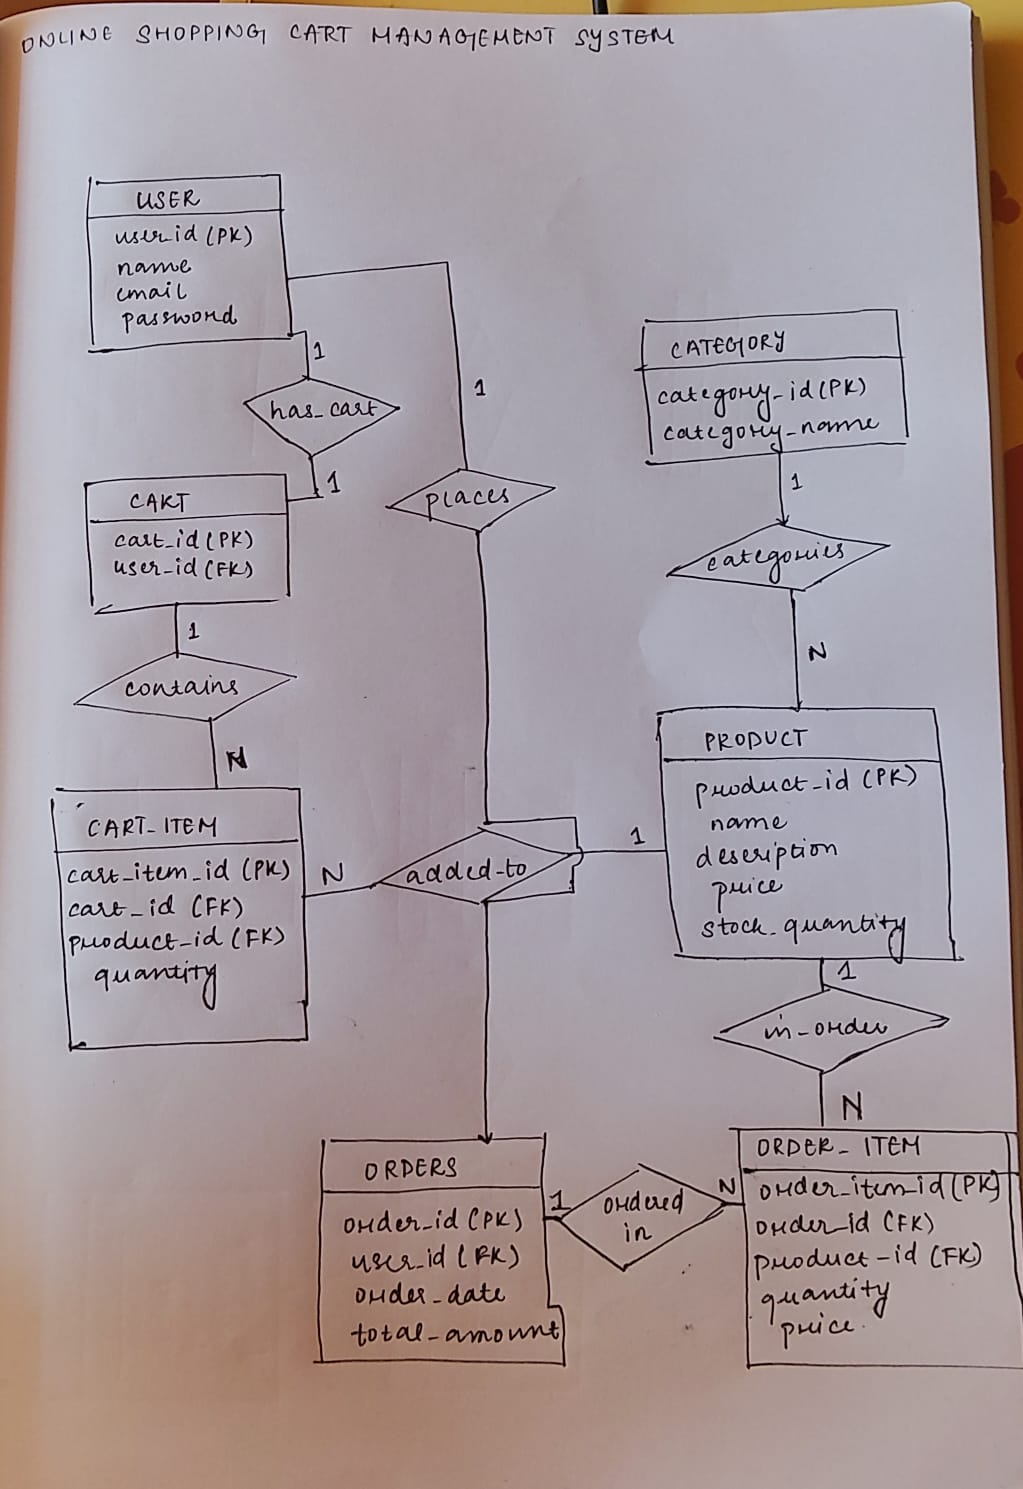 ONLINE SHOPPING CART MANAGEMENT SYSTEM
USER
user_id (PK)
name
email
password
1
has_cart
1
CART
cart_id (PK)
user_id (FK)
1
contains
N
CART_ITEM
cart_item_id (PK)
cart_id (FK)
product_id (FK)
quantity
N
added-to
1
1
places
CATEGORY
category_id (PK)
category_name
1
categories
N
PRODUCT
product_id (PK)
name
description
price
stock_quantity
1
in-order
N
ORDERS
order_id (PK)
user_id (FK)
order_date
total_amount
1
ordered
in
N
ORDER_ITEM
order_item_id (PK)
order_id (FK)
product_id (FK)
quantity
price.